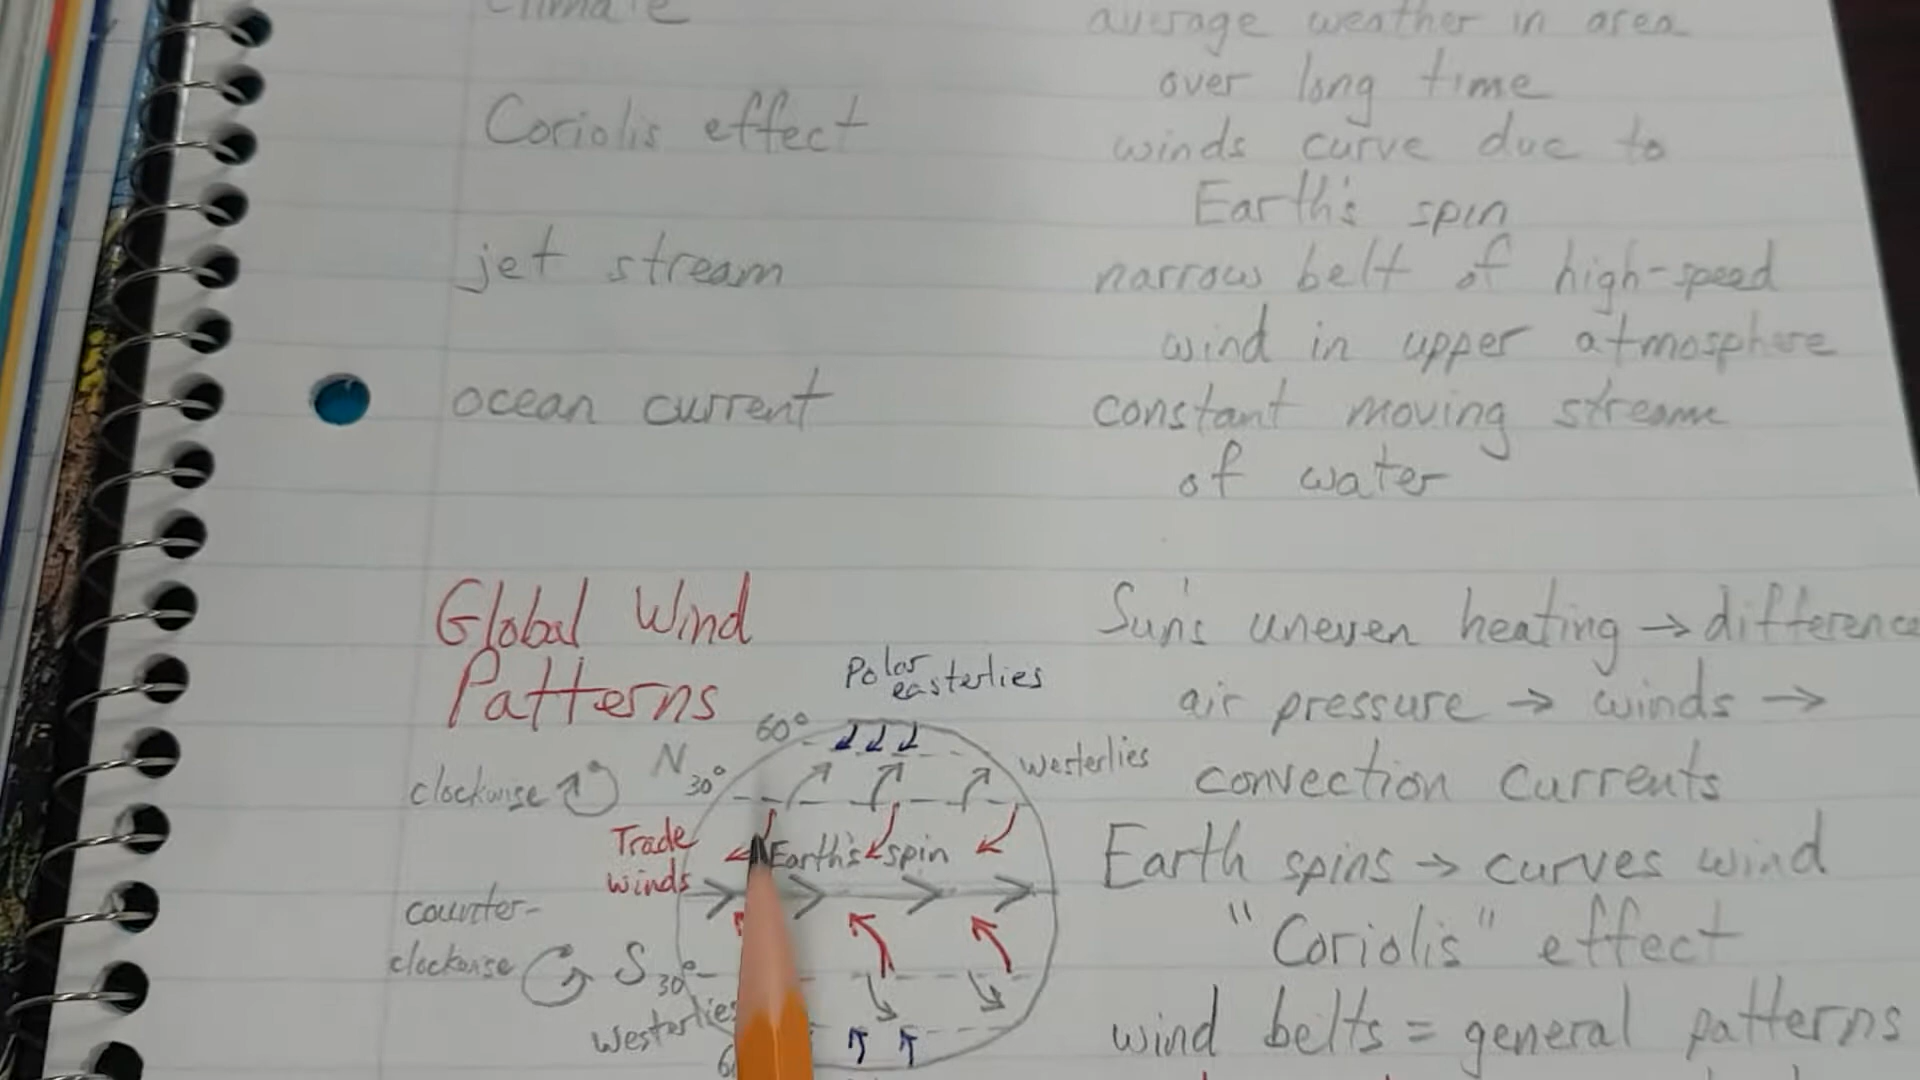 climate
average weather in area
over long time
Coriolis effect
winds curve due to
Earth's spin
jet stream
narrow belt of high-speed
wind in upper atmosphere
ocean current
constant moving stream
of water
Global Wind
Patterns
Sun's uneven heating → difference
air pressure → winds →
convection currents
Earth spins → curves wind
"Coriolis" effect
wind belts = general patterns
Polar
easterlies
60°
N
30°
westerlies
clockwise
Trade
winds
Earth's spin
counter-
clockwise
S
30°
Westerlies